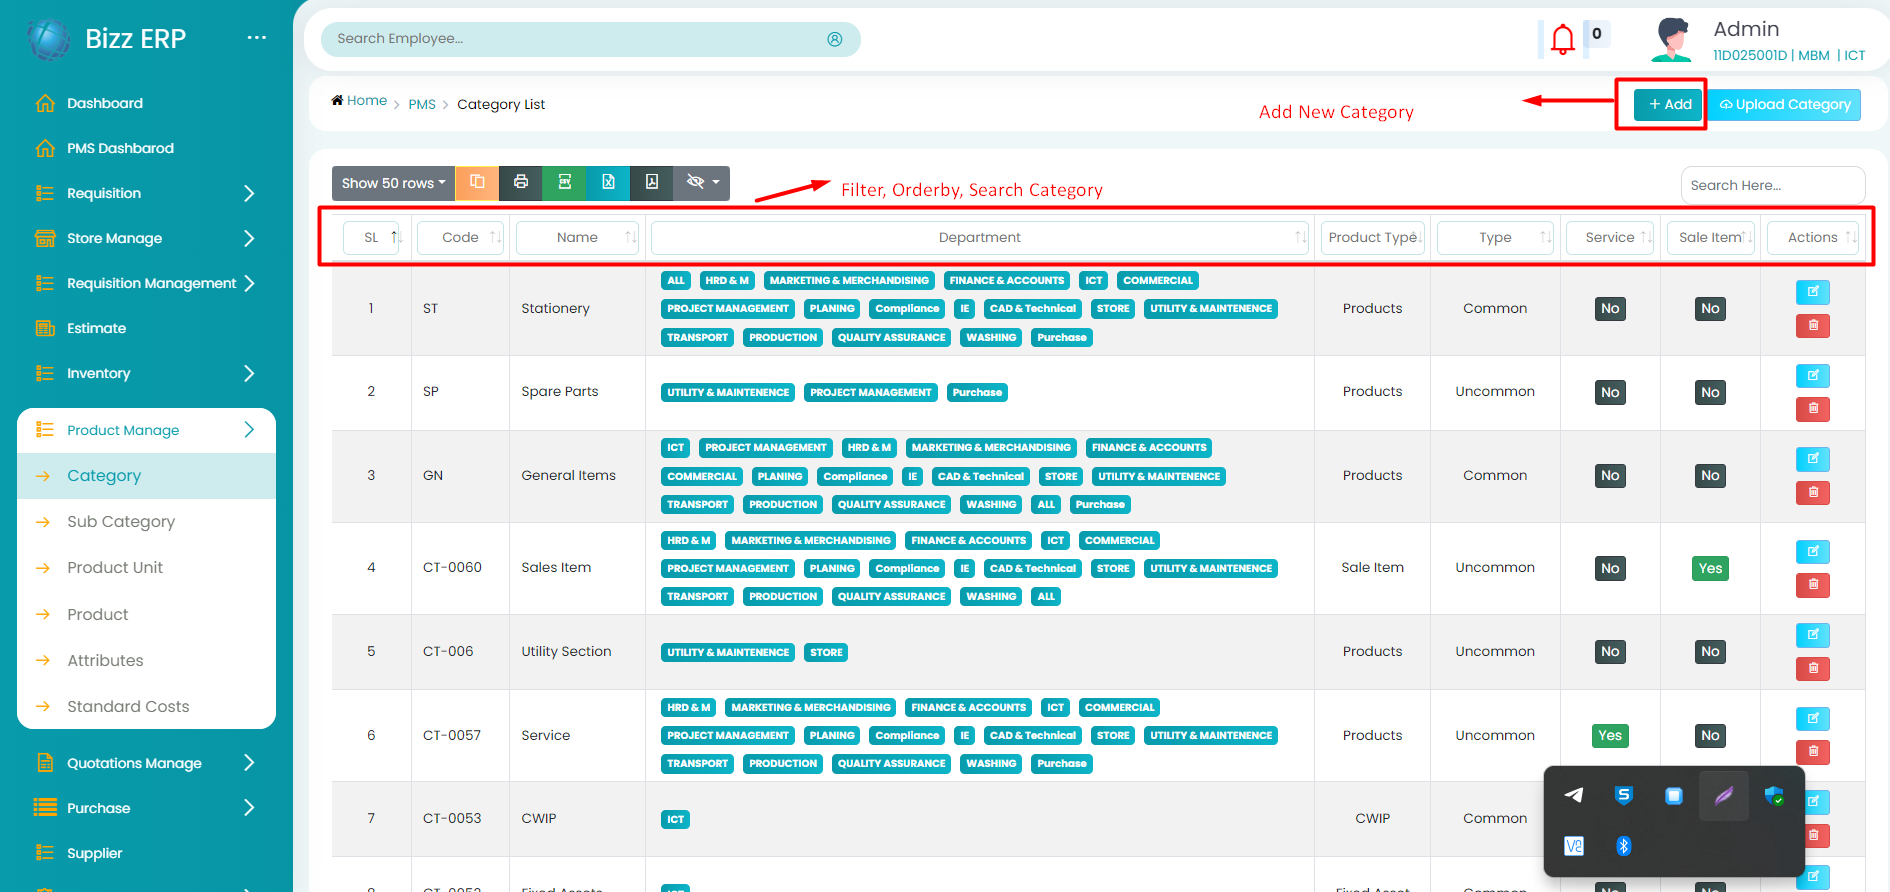 Bizz ERP
...
Search Employee...
0
Admin
11D025001D | MBM | ICT
Dashboard
PMS Dashbarod
Requisition
Store Manage
Requisition Management
Estimate
Inventory
Product Manage
Category
Sub Category
Product Unit
Product
Attributes
Standard Costs
Quotations Manage
Purchase
Supplier
Home > PMS > Category List
Add New Category
+ Add
Upload Category
Show 50 rows
CSV
Filter, Orderby, Search Category
Search Here...
SL Code Name Department Product Type Type Service Sale Item Actions
ALL HRD & M MARKETING & MERCHANDISING FINANCE & ACCOUNTS ICT COMMERCIAL
1 ST Stationery PROJECT MANAGEMENT PLANING Compliance IE CAD & Technical STORE UTILITY & MAINTENENCE Products Common No No
TRANSPORT PRODUCTION QUALITY ASSURANCE WASHING Purchase
2 SP Spare Parts UTILITY & MAINTENENCE PROJECT MANAGEMENT Purchase Products Uncommon No No
ICT PROJECT MANAGEMENT HRD & M MARKETING & MERCHANDISING FINANCE & ACCOUNTS
3 GN General Items COMMERCIAL PLANING Compliance IE CAD & Technical STORE UTILITY & MAINTENENCE Products Common No No
TRANSPORT PRODUCTION QUALITY ASSURANCE WASHING ALL Purchase
HRD & M MARKETING & MERCHANDISING FINANCE & ACCOUNTS ICT COMMERCIAL
4 CT-0060 Sales Item PROJECT MANAGEMENT PLANING Compliance IE CAD & Technical STORE UTILITY & MAINTENENCE Sale Item Uncommon No Yes
TRANSPORT PRODUCTION QUALITY ASSURANCE WASHING ALL
5 CT-006 Utility Section UTILITY & MAINTENENCE STORE Products Uncommon No No
HRD & M MARKETING & MERCHANDISING FINANCE & ACCOUNTS ICT COMMERCIAL
6 CT-0057 Service PROJECT MANAGEMENT PLANING Compliance IE CAD & Technical STORE UTILITY & MAINTENENCE Products Uncommon Yes No
TRANSPORT PRODUCTION QUALITY ASSURANCE WASHING Purchase
7 CT-0053 CWIP ICT CWIP Common
8 CT-0052 Fixed Assets ICT Fixed Asset Common No No